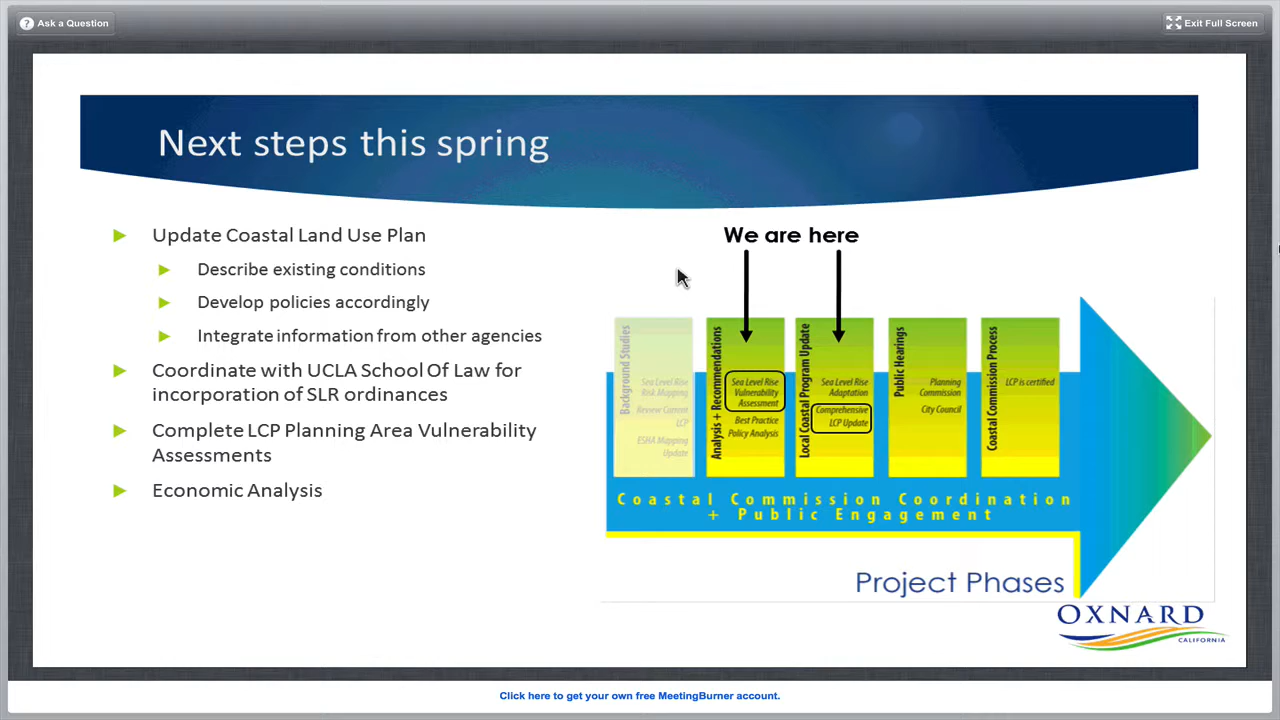 Ask a Question
Exit Full Screen
Next steps this spring
Update Coastal Land Use Plan
Describe existing conditions
Develop policies accordingly
Integrate information from other agencies
Coordinate with UCLA School Of Law for
incorporation of SLR ordinances
Complete LCP Planning Area Vulnerability
Assessments
Economic Analysis
We are here
Background Studies
Sea Level Rise
Risk Mapping
Review Current
LCP
ESHA Mapping
Update
Analysis + Recommendations
Sea Level Rise
Vulnerability
Assessment
Best Practice
Policy Analysis
Local Coastal Program Update
Sea Level Rise
Adaptation
Comprehensive
LCP Update
Public Hearings
Planning
Commission
City Council
Coastal Commission Process
LCP is certified
Coastal Commission Coordination
+ Public Engagement
Project Phases
OXNARD
CALIFORNIA
Click here to get your own free MeetingBurner account.